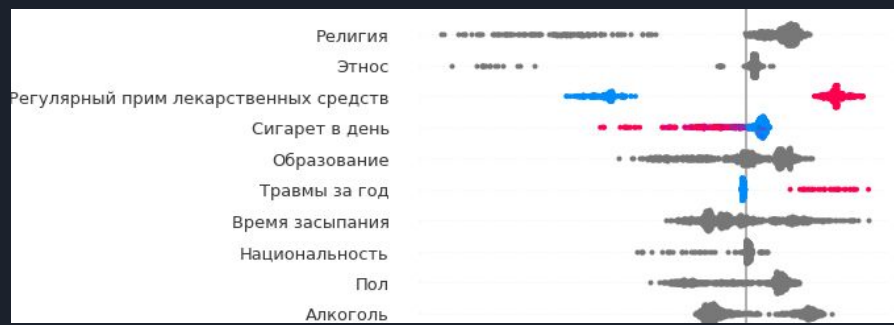 Религия
Этнос
Регулярный прим лекарственных средств
Сигарет в день
Образование
Травмы за год
Время засыпания
Национальность
Пол
Алкоголь